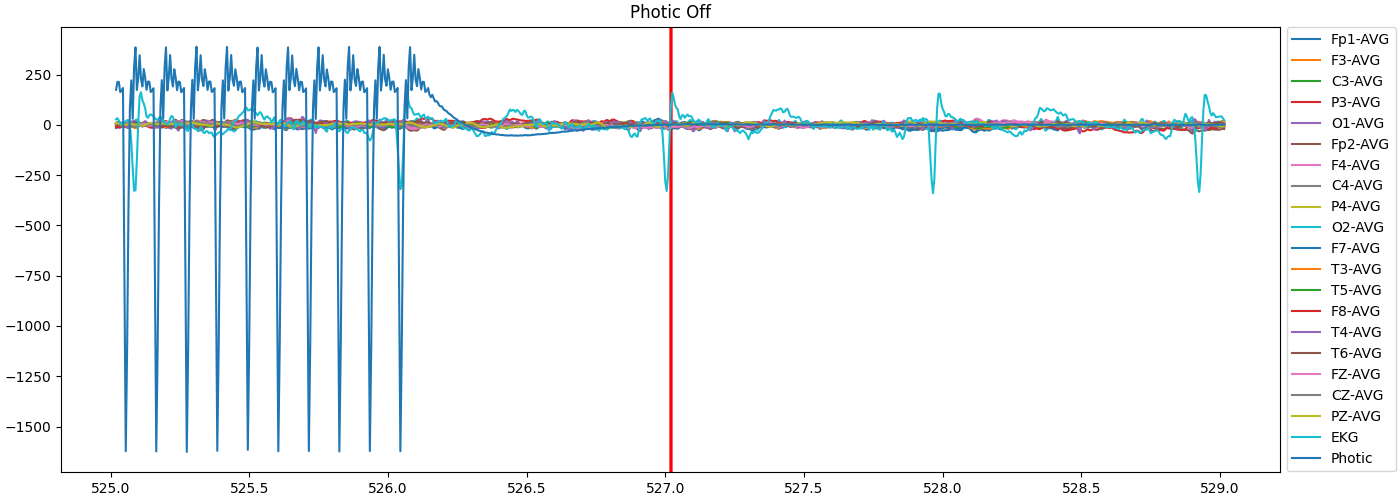 Photic Off
250
0
−250
−500
−750
−1000
−1250
−1500
525.0 525.5 526.0 526.5 527.0 527.5 528.0 528.5 529.0
Fp1-AVG
F3-AVG
C3-AVG
P3-AVG
O1-AVG
Fp2-AVG
F4-AVG
C4-AVG
P4-AVG
O2-AVG
F7-AVG
T3-AVG
T5-AVG
F8-AVG
T4-AVG
T6-AVG
FZ-AVG
CZ-AVG
PZ-AVG
EKG
Photic